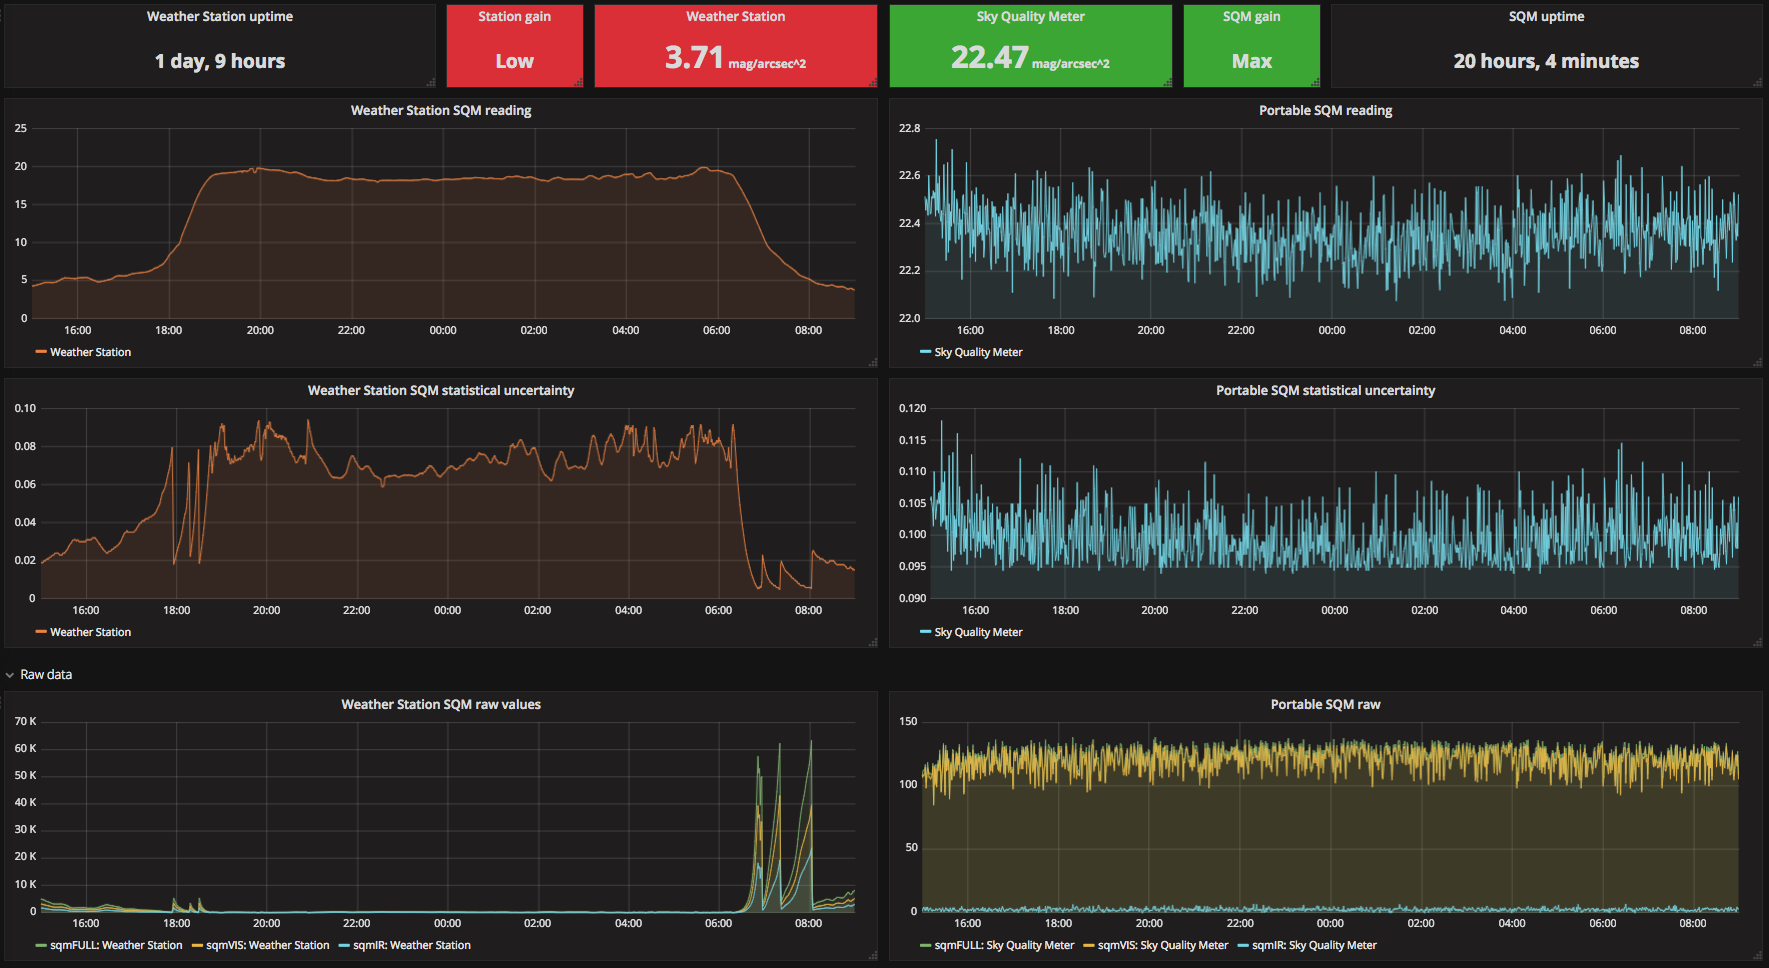 Weather Station uptime
1 day, 9 hours
Station gain
Low
Weather Station
3.71 mag/arcsec^2
Sky Quality Meter
22.47 mag/arcsec^2
SQM gain
Max
SQM uptime
20 hours, 4 minutes
Weather Station SQM reading
25
20
15
10
5
0
16:00 18:00 20:00 22:00 00:00 02:00 04:00 06:00 08:00
Weather Station
Portable SQM reading
22.8
22.6
22.4
22.2
22.0
16:00 18:00 20:00 22:00 00:00 02:00 04:00 06:00 08:00
Sky Quality Meter
Weather Station SQM statistical uncertainty
0.10
0.08
0.06
0.04
0.02
0
16:00 18:00 20:00 22:00 00:00 02:00 04:00 06:00 08:00
Weather Station
Portable SQM statistical uncertainty
0.120
0.115
0.110
0.105
0.100
0.095
0.090
16:00 18:00 20:00 22:00 00:00 02:00 04:00 06:00 08:00
Sky Quality Meter
Raw data
Weather Station SQM raw values
70 K
60 K
50 K
40 K
30 K
20 K
10 K
0
16:00 18:00 20:00 22:00 00:00 02:00 04:00 06:00 08:00
sqmFULL: Weather Station sqmVIS: Weather Station sqmIR: Weather Station
Portable SQM raw
150
100
50
0
16:00 18:00 20:00 22:00 00:00 02:00 04:00 06:00 08:00
sqmFULL: Sky Quality Meter sqmVIS: Sky Quality Meter sqmIR: Sky Quality Meter